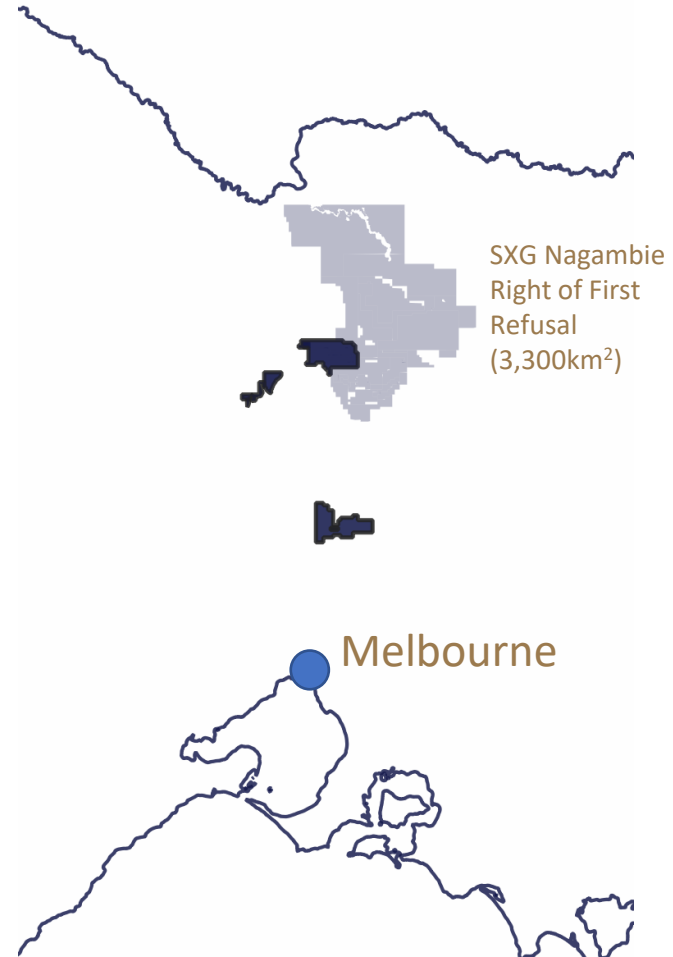 SXG Nagambie
Right of First
Refusal
(3,300km²)
Melbourne